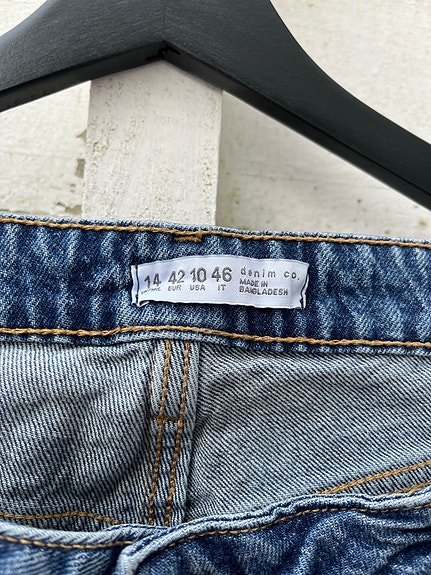 14 42 10 46 denim co.
EUR USA IT MADE IN
BANGLADESH